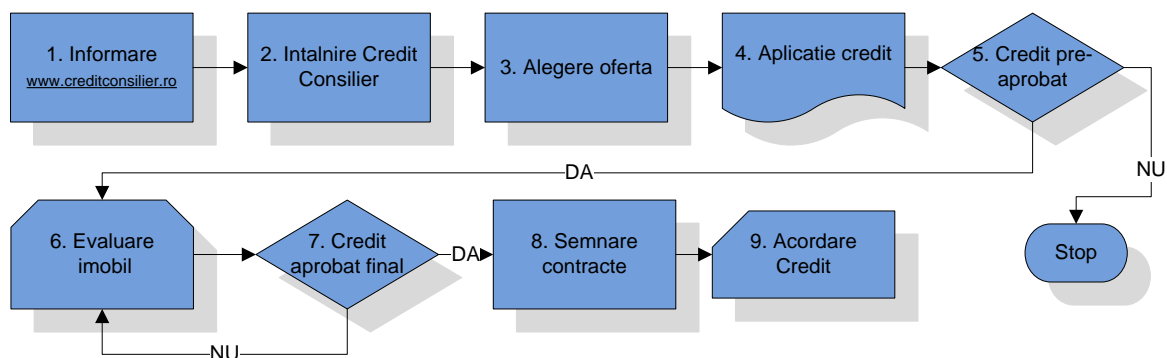 1. Informare
www.creditconsilier.ro
2. Intalnire Credit
Consilier
3. Alegere oferta
4. Aplicatie credit
5. Credit pre-
aprobat
DA
NU
6. Evaluare
imobil
7. Credit
aprobat final
DA
8. Semnare
contracte
9. Acordare
Credit
Stop
NU